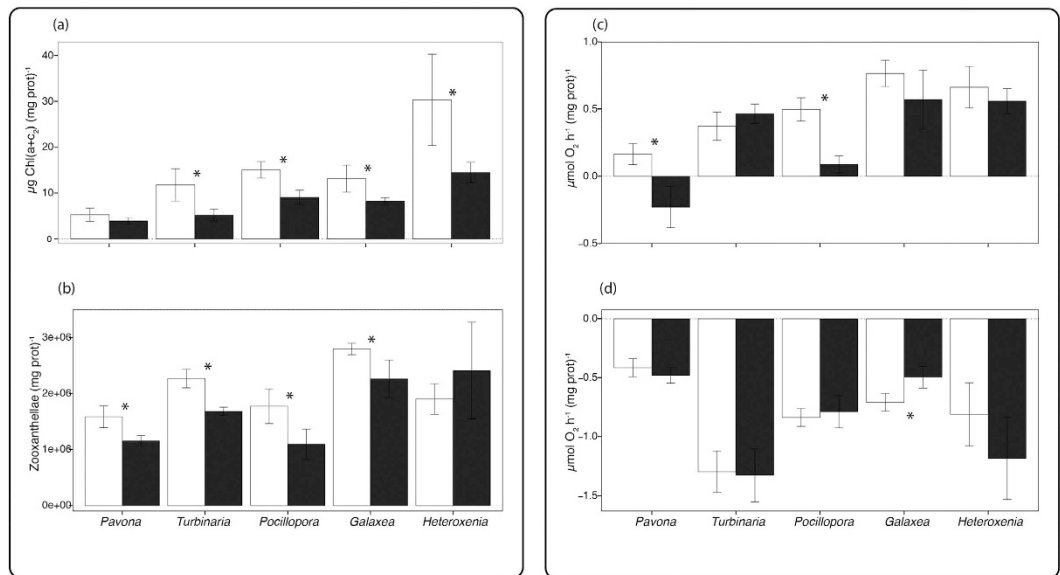 (a)
µg Chl(a+c2) (mg prot)-1
40
30
20
10
0
*
*
*
*
(b)
Zooxanthellae (mg prot)-1
3e+06
2e+06
1e+06
0e+00
*
*
*
*
Pavona Turbinaria Pocillopora Galaxea Heteroxenia
(c)
µmol O2 h-1 (mg prot)-1
1.0
0.5
0.0
−0.5
*
*
(d)
µmol O2 h-1 (mg prot)-1
0.0
−0.5
−1.0
−1.5
*
Pavona Turbinaria Pocillopora Galaxea Heteroxenia